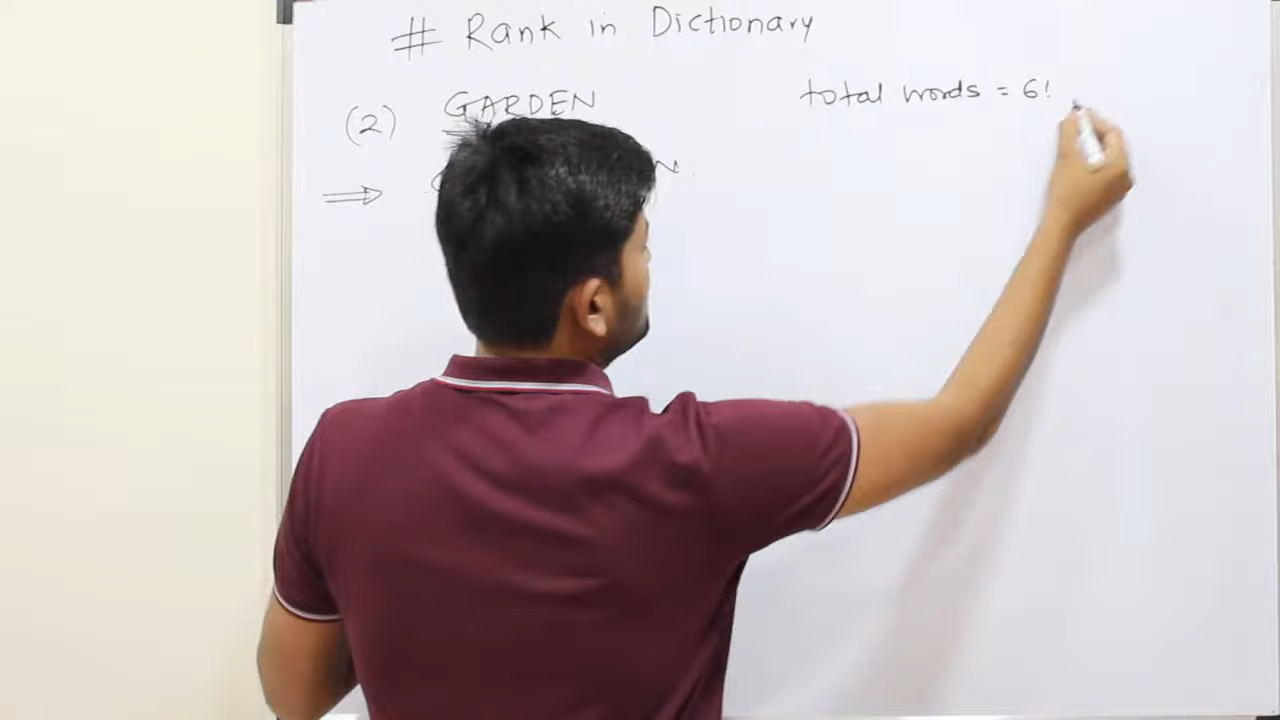 # Rank in Dictionary
(2) GARDEN
total words = 6!
⟹ N